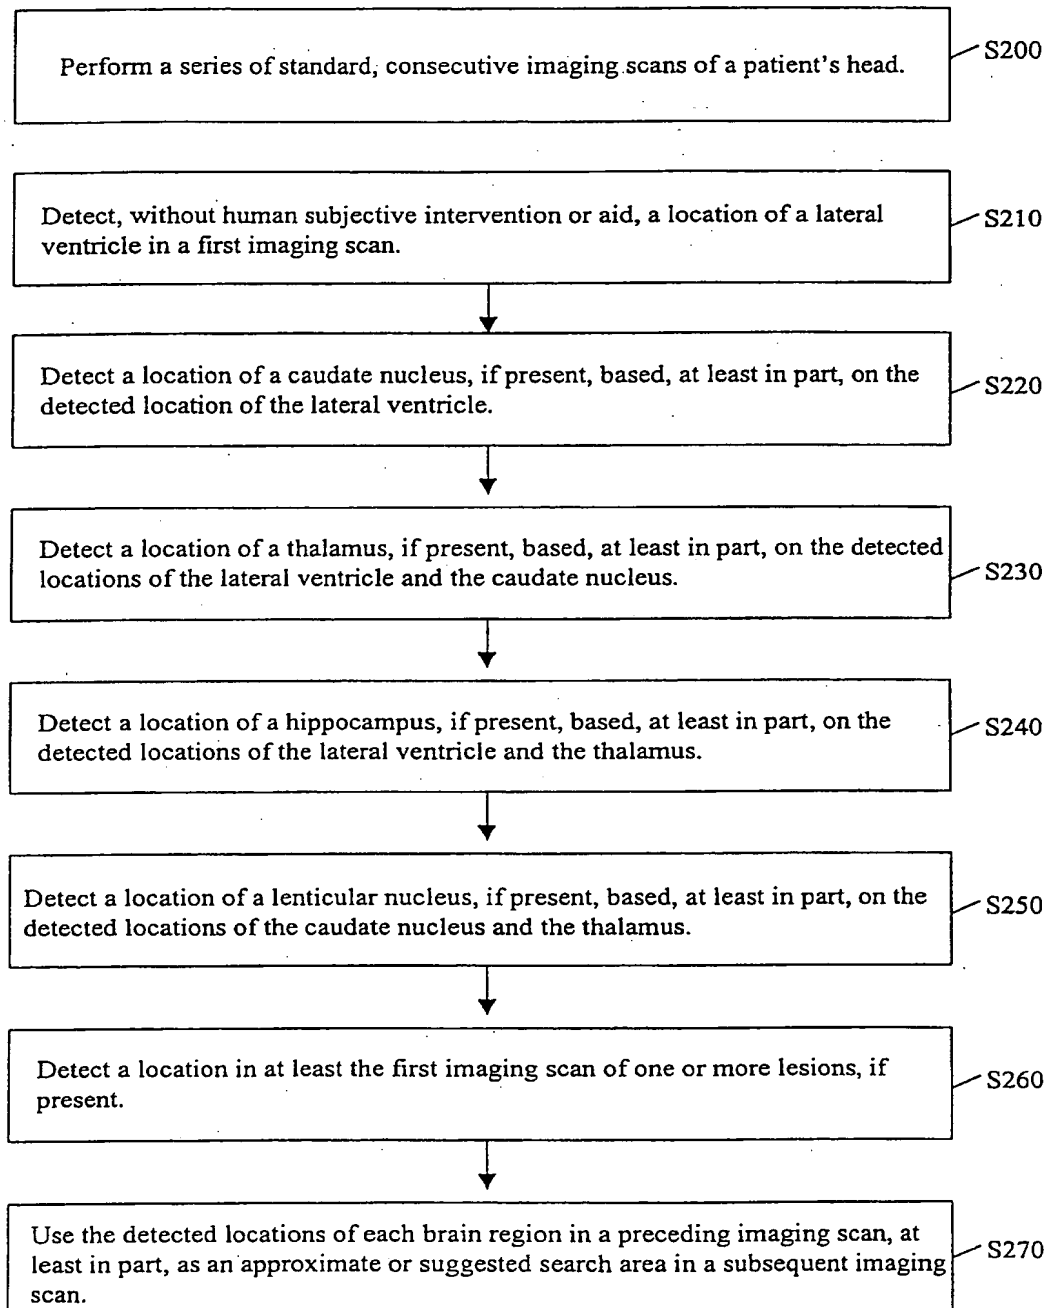 Perform a series of standard, consecutive imaging scans of a patient's head.
S200
Detect, without human subjective intervention or aid, a location of a lateral
ventricle in a first imaging scan.
S210
Detect a location of a caudate nucleus, if present, based, at least in part, on the
detected location of the lateral ventricle.
S220
Detect a location of a thalamus, if present, based, at least in part, on the detected
locations of the lateral ventricle and the caudate nucleus.
S230
Detect a location of a hippocampus, if present, based, at least in part, on the
detected locations of the lateral ventricle and the thalamus.
S240
Detect a location of a lenticular nucleus, if present, based, at least in part, on the
detected locations of the caudate nucleus and the thalamus.
S250
Detect a location in at least the first imaging scan of one or more lesions, if
present.
S260
Use the detected locations of each brain region in a preceding imaging scan, at
least in part, as an approximate or suggested search area in a subsequent imaging
scan.
S270